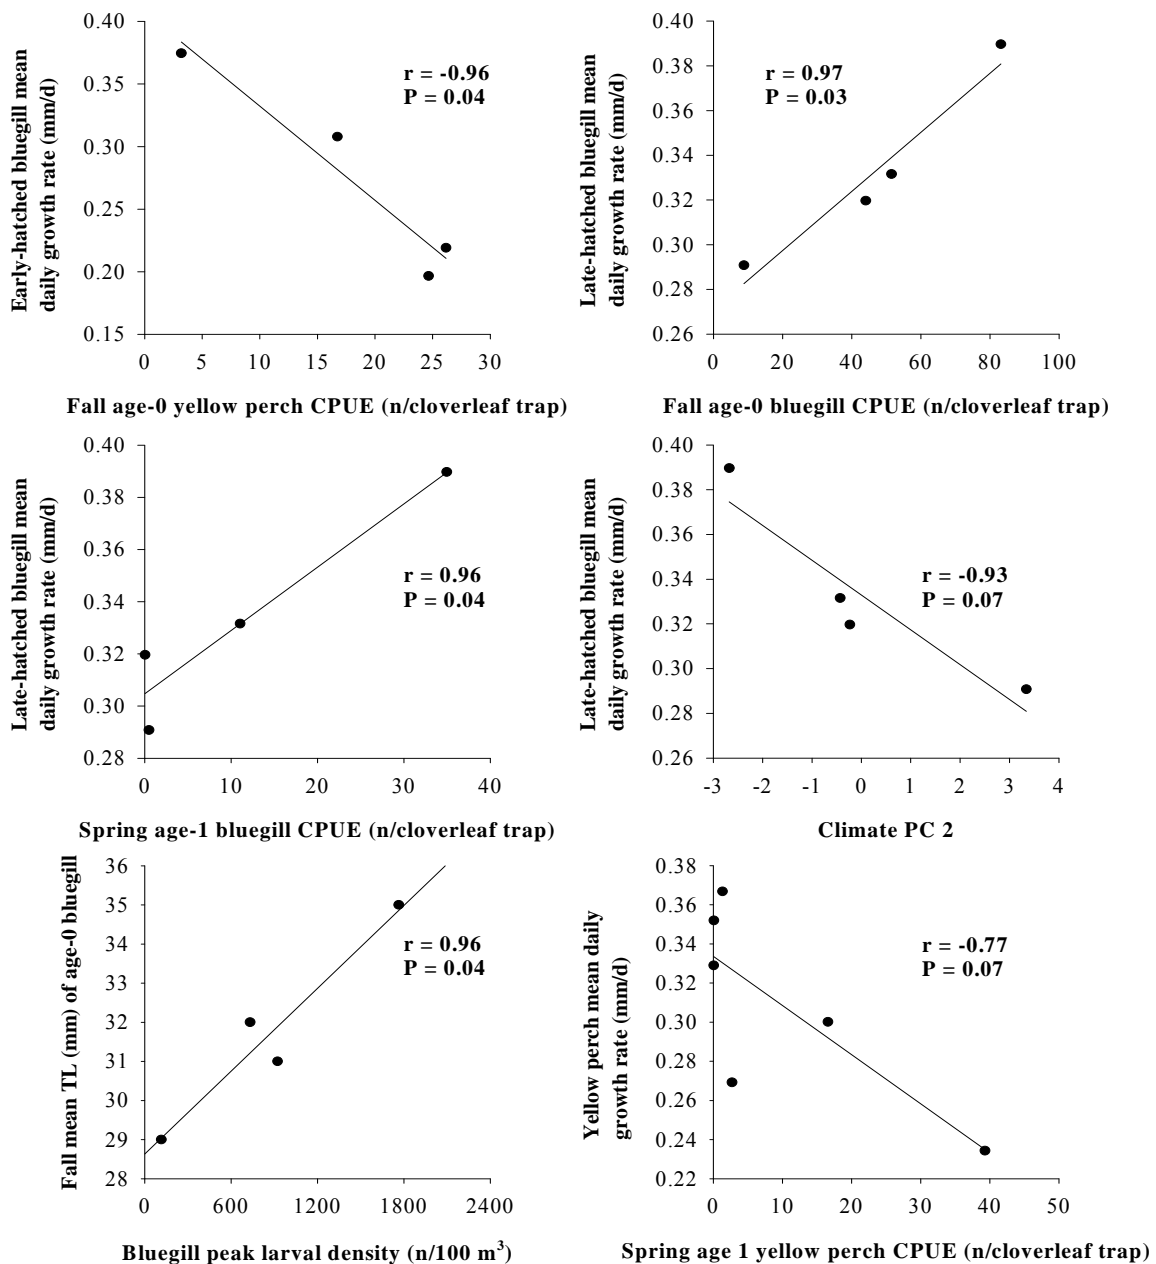 Early-hatched bluegill mean
daily growth rate (mm/d)
0.40
0.35
0.30
0.25
0.20
0.15
r = -0.96
P = 0.04
0 5 10 15 20 25 30
Fall age-0 yellow perch CPUE (n/cloverleaf trap)
Late-hatched bluegill mean
daily growth rate (mm/d)
0.40
0.38
0.36
0.34
0.32
0.30
0.28
0.26
r = 0.97
P = 0.03
0 20 40 60 80 100
Fall age-0 bluegill CPUE (n/cloverleaf trap)
Late-hatched bluegill mean
daily growth rate (mm/d)
0.40
0.38
0.36
0.34
0.32
0.30
0.28
r = 0.96
P = 0.04
0 10 20 30 40
Spring age-1 bluegill CPUE (n/cloverleaf trap)
Late-hatched bluegill mean
daily growth rate (mm/d)
0.40
0.38
0.36
0.34
0.32
0.30
0.28
0.26
r = -0.93
P = 0.07
-3 -2 -1 0 1 2 3 4
Climate PC 2
Fall mean TL (mm) of age-0 bluegill
36
35
34
33
32
31
30
29
28
r = 0.96
P = 0.04
0 600 1200 1800 2400
Bluegill peak larval density (n/100 m³)
Yellow perch mean daily
growth rate (mm/d)
0.38
0.36
0.34
0.32
0.30
0.28
0.26
0.24
0.22
r = -0.77
P = 0.07
0 10 20 30 40 50
Spring age 1 yellow perch CPUE (n/cloverleaf trap)